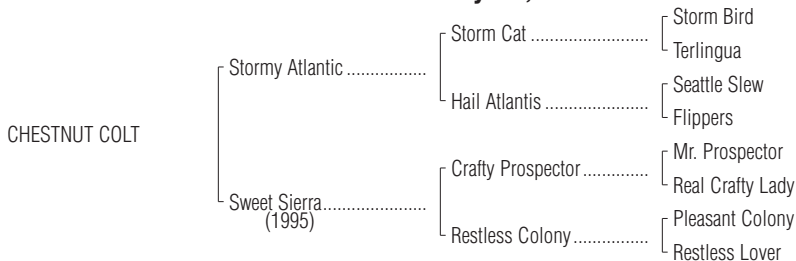 Storm Bird
Storm Cat .........................
Terlingua
Stormy Atlantic .................
Seattle Slew
Hail Atlantis ......................
Flippers
CHESTNUT COLT
Mr. Prospector
Crafty Prospector..............
Real Crafty Lady
Sweet Sierra......................
(1995)
Pleasant Colony
Restless Colony................
Restless Lover